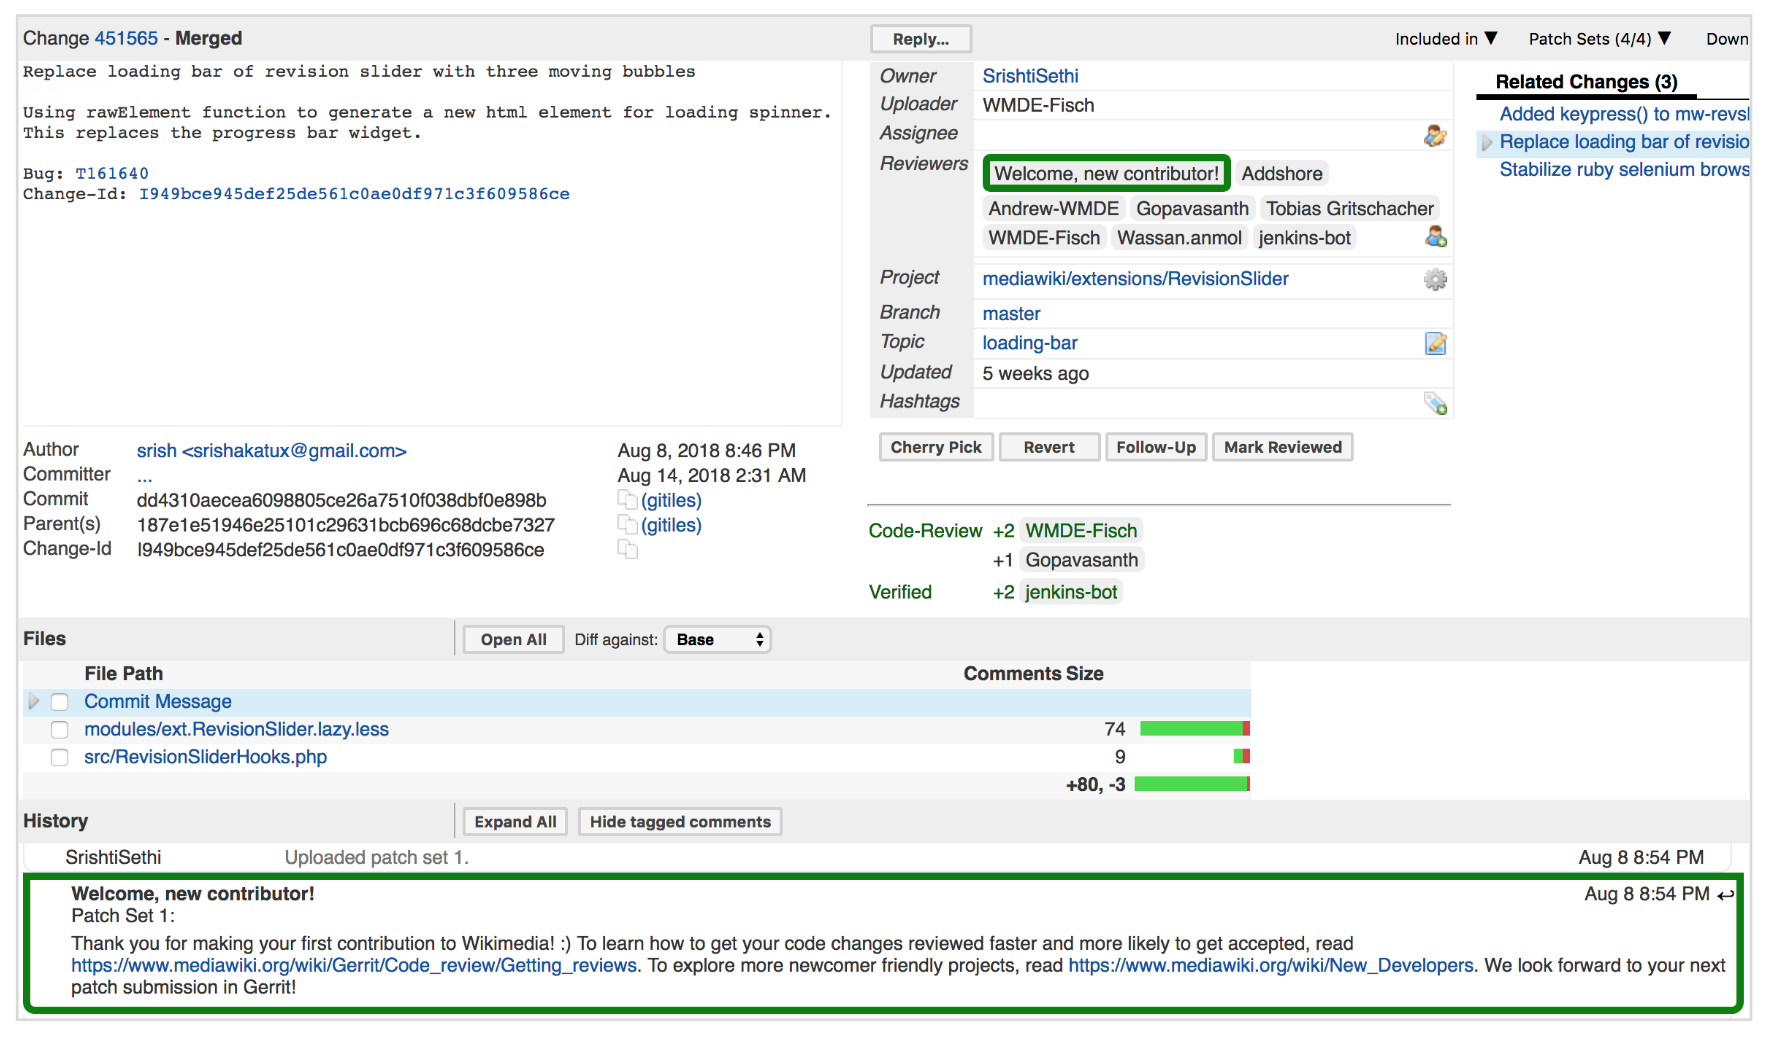 Change 451565 - Merged
Reply...
Included in ▼ Patch Sets (4/4) ▼ Down
Replace loading bar of revision slider with three moving bubbles
Using rawElement function to generate a new html element for loading spinner.
This replaces the progress bar widget.
Bug: T161640
Change-Id: I949bce945def25de561c0ae0df971c3f609586ce
Owner SrishtiSethi
Uploader WMDE-Fisch
Assignee
Reviewers Welcome, new contributor! Addshore
Andrew-WMDE Gopavasanth Tobias Gritschacher
WMDE-Fisch Wassan.anmol jenkins-bot
Project mediawiki/extensions/RevisionSlider
Branch master
Topic loading-bar
Updated 5 weeks ago
Hashtags
Cherry Pick Revert Follow-Up Mark Reviewed
Related Changes (3)
Added keypress() to mw-revsl
Replace loading bar of revisio
Stabilize ruby selenium brows
Author srish <srishakatux@gmail.com> Aug 8, 2018 8:46 PM
Committer ... Aug 14, 2018 2:31 AM
Commit dd4310aecea6098805ce26a7510f038dbf0e898b (gitiles)
Parent(s) 187e1e51946e25101c29631bcb696c68dcbe7327 (gitiles)
Change-Id I949bce945def25de561c0ae0df971c3f609586ce
Code-Review +2 WMDE-Fisch
+1 Gopavasanth
Verified +2 jenkins-bot
Files Open All Diff against: Base
File Path Comments Size
Commit Message
modules/ext.RevisionSlider.lazy.less 74
src/RevisionSliderHooks.php 9
+80, -3
History Expand All Hide tagged comments
SrishtiSethi Uploaded patch set 1. Aug 8 8:54 PM
Welcome, new contributor! Aug 8 8:54 PM
Patch Set 1:
Thank you for making your first contribution to Wikimedia! :) To learn how to get your code changes reviewed faster and more likely to get accepted, read
https://www.mediawiki.org/wiki/Gerrit/Code_review/Getting_reviews. To explore more newcomer friendly projects, read https://www.mediawiki.org/wiki/New_Developers. We look forward to your next
patch submission in Gerrit!